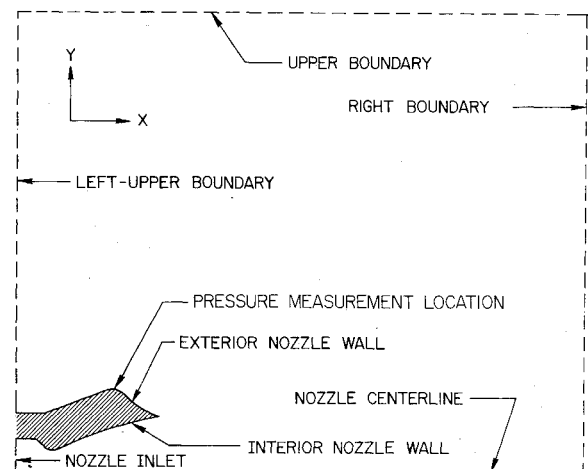 UPPER BOUNDARY
Y
RIGHT BOUNDARY
X
LEFT-UPPER BOUNDARY
PRESSURE MEASUREMENT LOCATION
EXTERIOR NOZZLE WALL
NOZZLE CENTERLINE
INTERIOR NOZZLE WALL
NOZZLE INLET